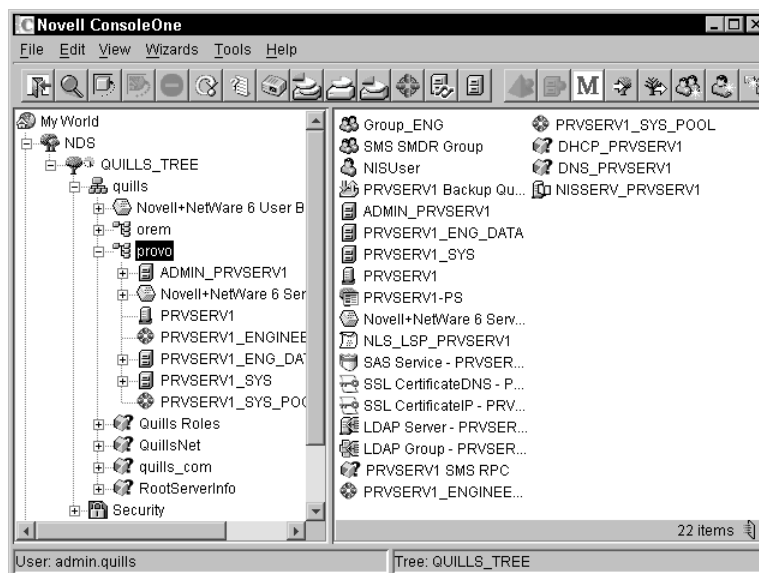 Novell ConsoleOne
File Edit View Wizards Tools Help
M
My World
NDS
QUILLS_TREE
quills
Novell+NetWare 6 User B
orem
provo
ADMIN_PRVSERV1
Novell+NetWare 6 Ser
PRVSERV1
PRVSERV1_ENGINEE
PRVSERV1_ENG_DA
PRVSERV1_SYS
PRVSERV1_SYS_POO
Quills Roles
QuillsNet
quills_com
RootServerInfo
Security
Group_ENG
SMS SMDR Group
NISUser
PRVSERV1 Backup Qu...
ADMIN_PRVSERV1
PRVSERV1_ENG_DATA
PRVSERV1_SYS
PRVSERV1
PRVSERV1-PS
Novell+NetWare 6 Serv...
NLS_LSP_PRVSERV1
SAS Service - PRVSER...
SSL CertificateDNS - P...
SSL CertificateIP - PRV...
LDAP Server - PRVSER...
LDAP Group - PRVSER...
PRVSERV1 SMS RPC
PRVSERV1_ENGINEE...
PRVSERV1_SYS_POOL
DHCP_PRVSERV1
DNS_PRVSERV1
NISSERV_PRVSERV1
22 items
User: admin.quills
Tree: QUILLS_TREE